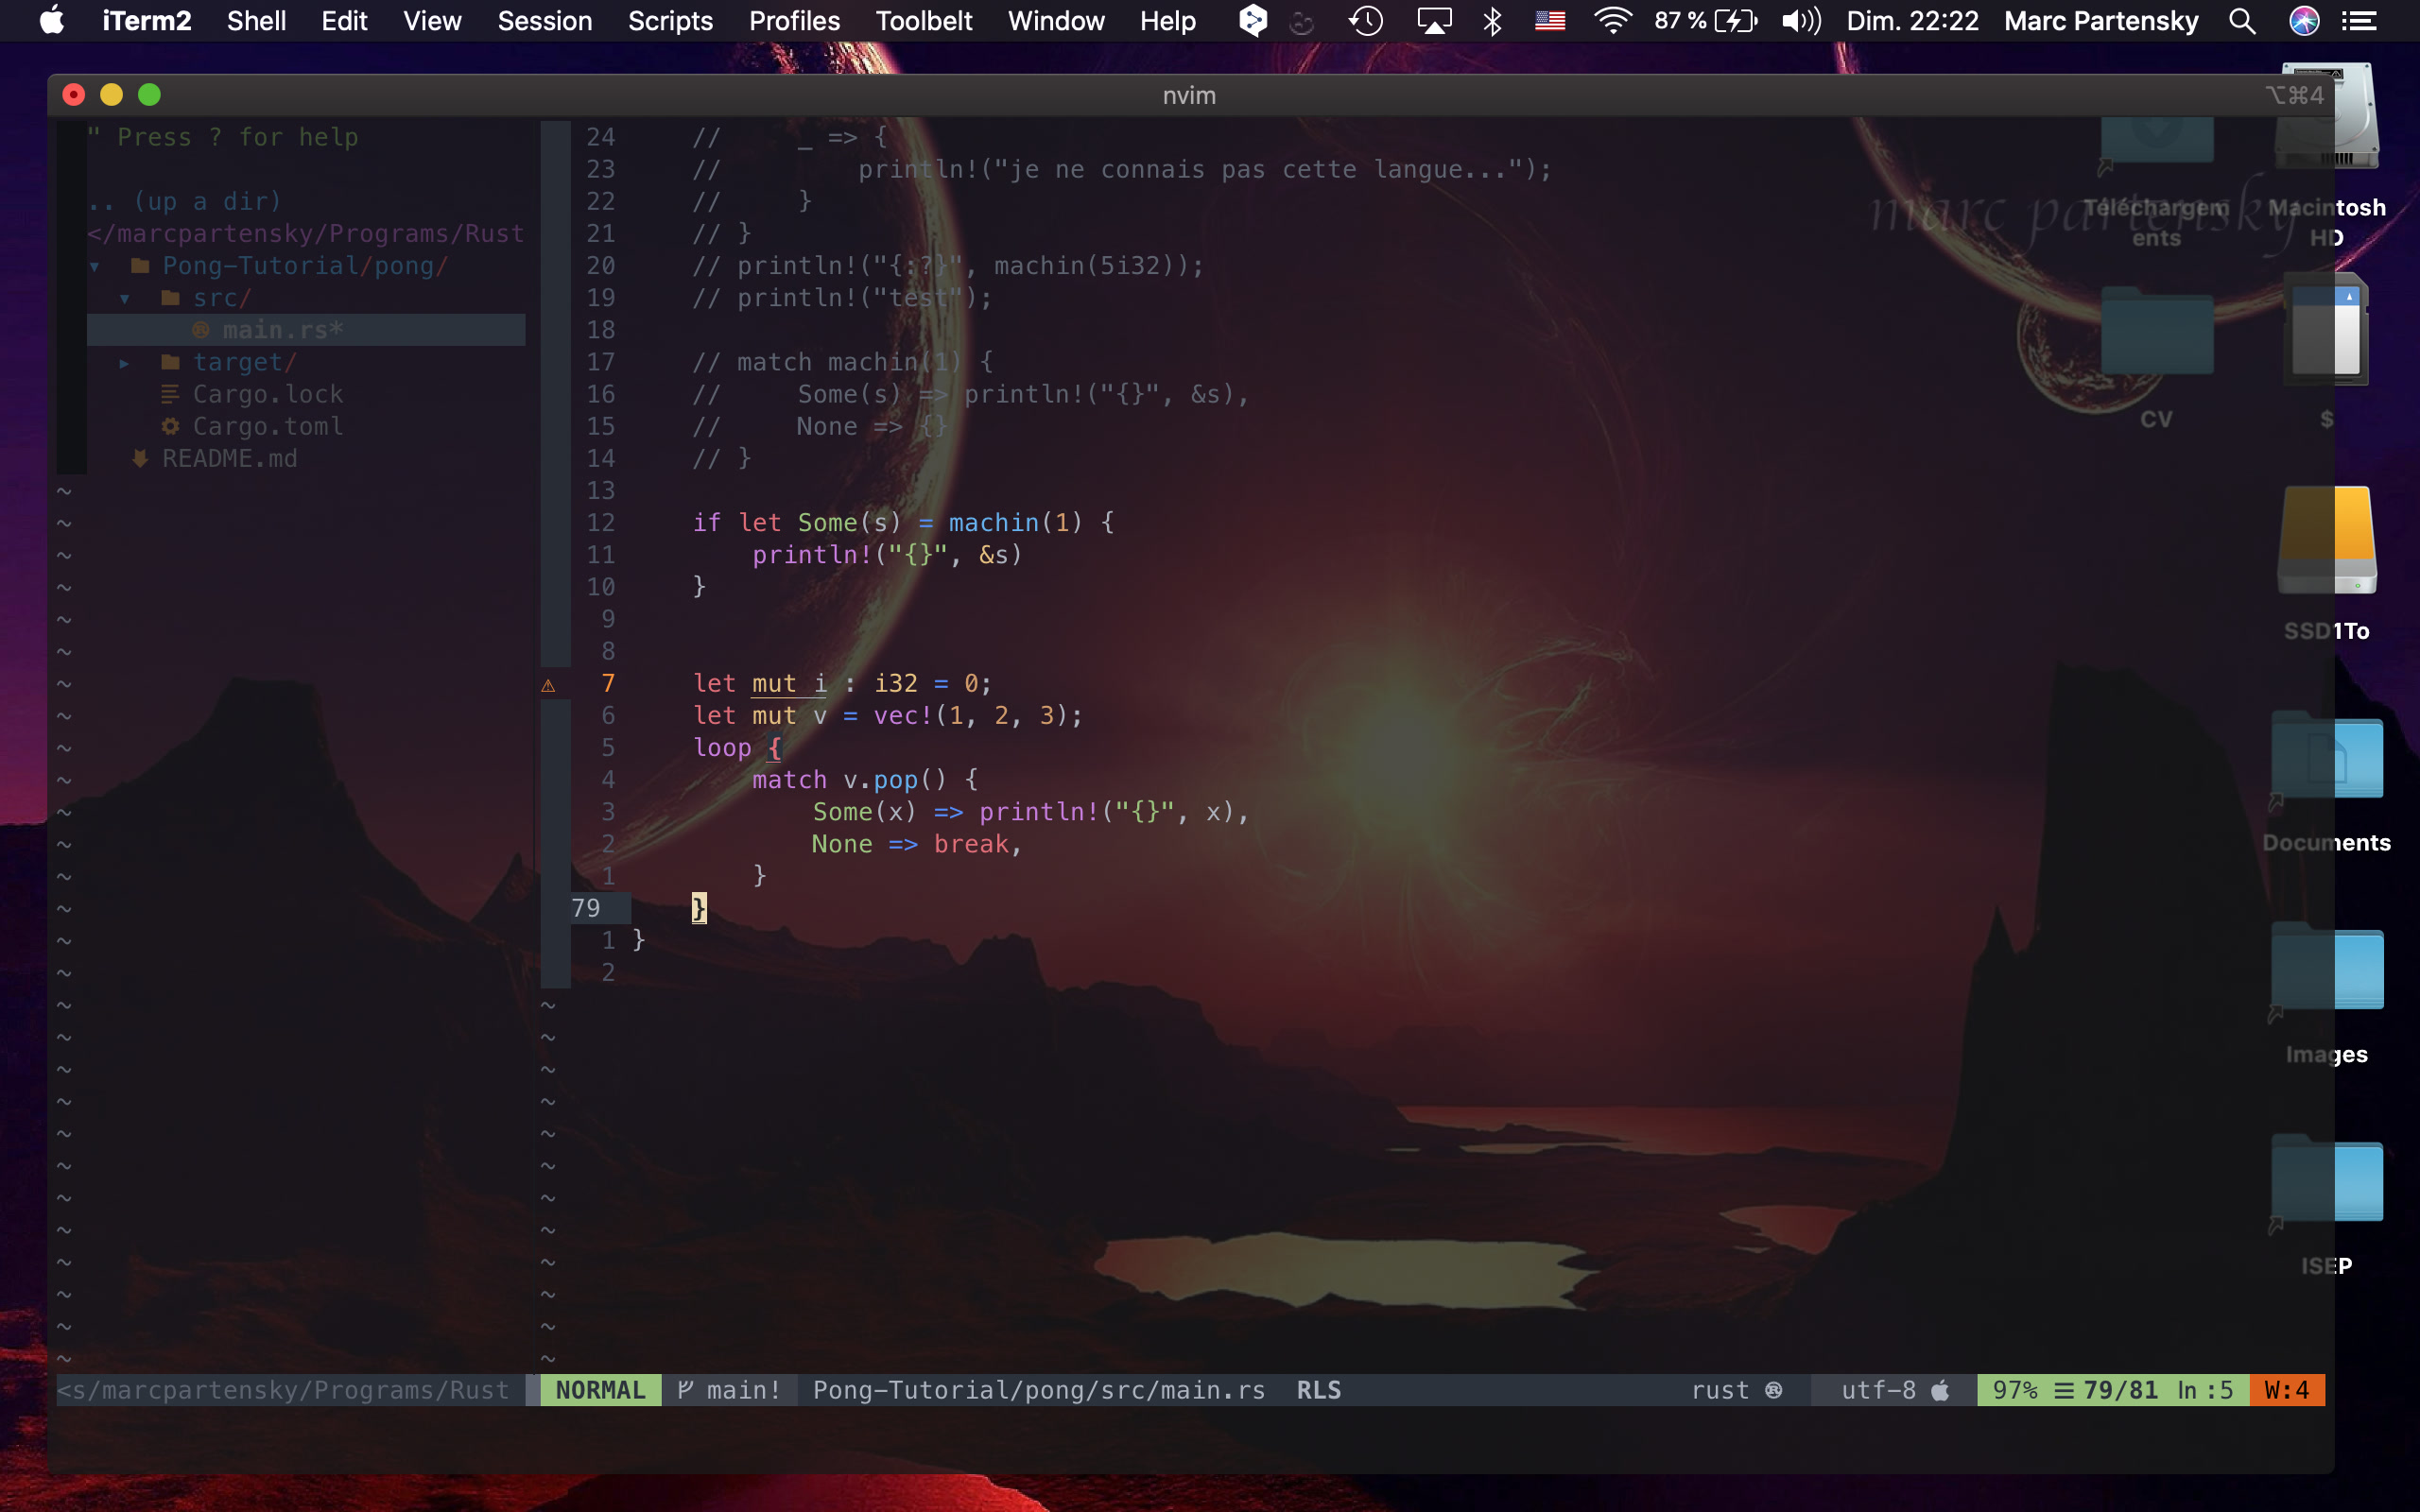 iTerm2 Shell Edit View Session Scripts Profiles Toolbelt Window Help 87 % Dim. 22:22 Marc Partensky
nvim
⌥⌘4
" Press ? for help
.. (up a dir)
</marcpartensky/Programs/Rust
▾ Pong-Tutorial/pong/
▾ src/
main.rs*
▸ target/
Cargo.lock
Cargo.toml
README.md
24 // _ => {
23 // println!("je ne connais pas cette langue...");
22 // }
21 // }
20 // println!("{:?}", machin(5i32));
19 // println!("test");
18
17 // match machin(1) {
16 // Some(s) => println!("{}", &s),
15 // None => {}
14 // }
13
12 if let Some(s) = machin(1) {
11 println!("{}", &s)
10 }
9
8
⚠ 7 let mut i : i32 = 0;
6 let mut v = vec!(1, 2, 3);
5 loop {
4 match v.pop() {
3 Some(x) => println!("{}", x),
2 None => break,
1 }
79 }
1 }
2
<s/marcpartensky/Programs/Rust NORMAL main! Pong-Tutorial/pong/src/main.rs RLS rust utf-8 97% ☰ 79/81 ln :5 W:4
marc partensky
Téléchargem
ents
Macintosh
HD
CV
$
SSD1To
Documents
Images
ISEP